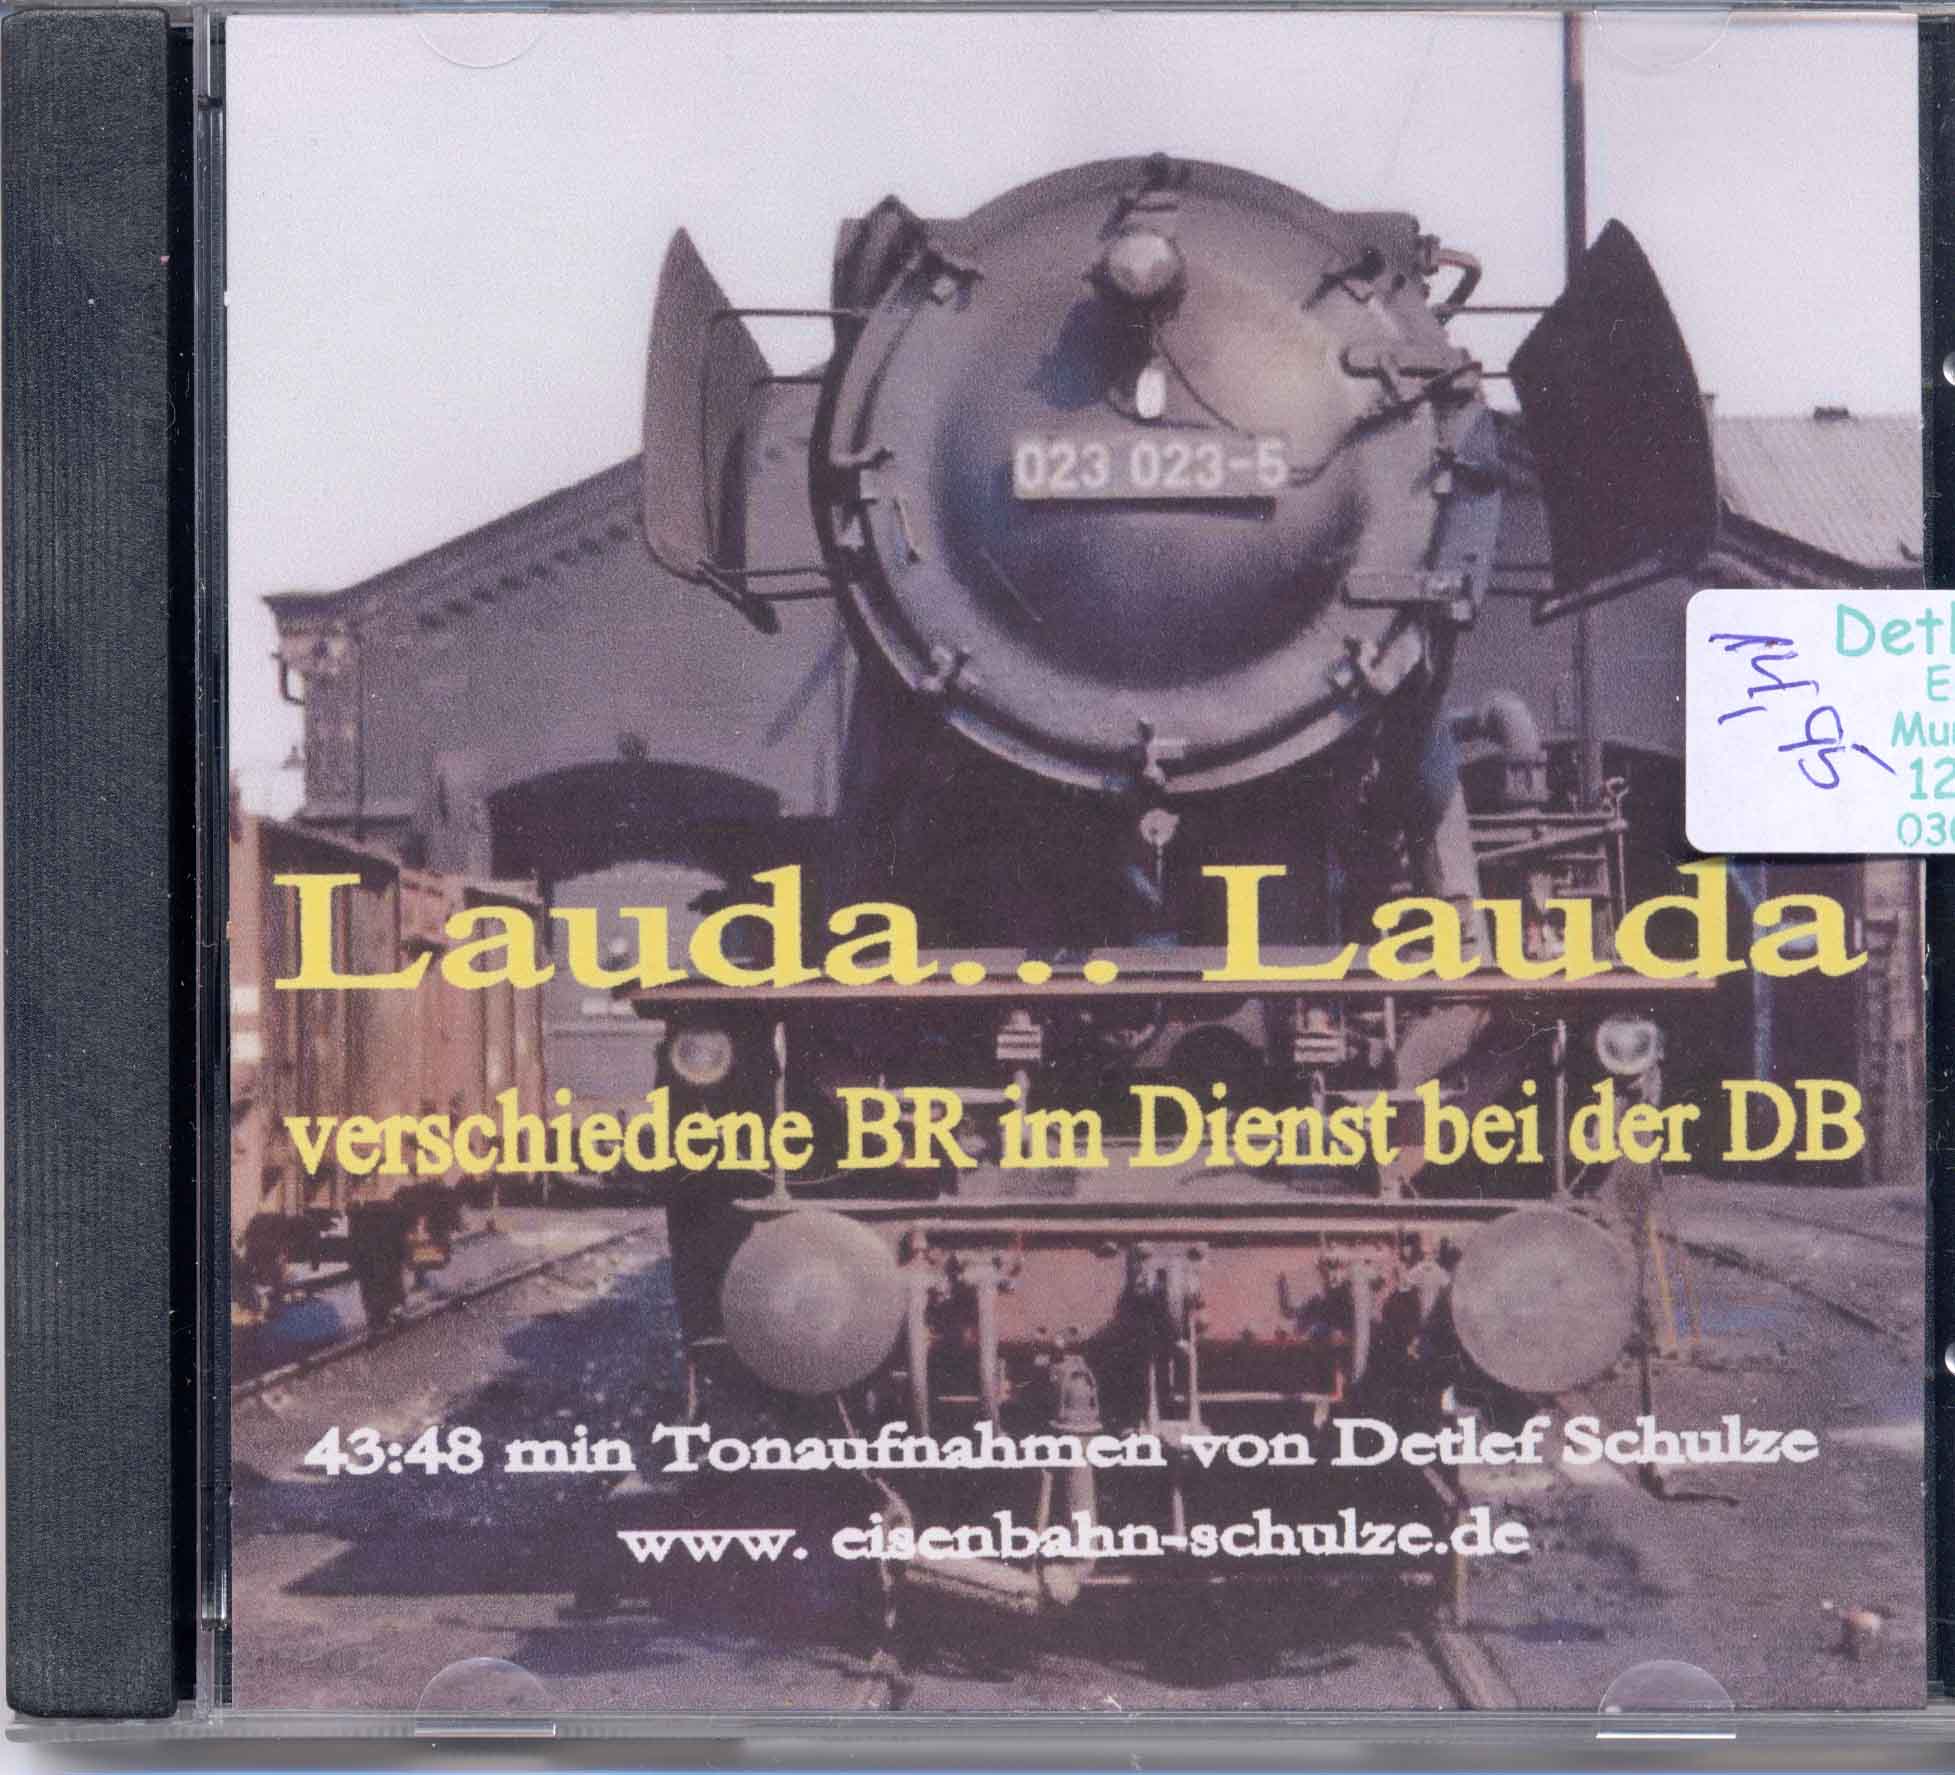 023 023-5
Lauda... Lauda
verschiedene BR im Dienst bei der DB
43:48 min Tonaufnahmen von Detlef Schulze
www. eisenbahn-schulze.de